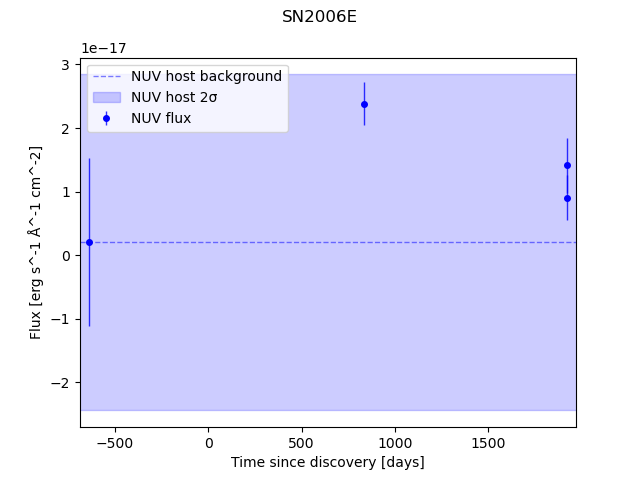 SN2006E
1e−17
NUV host background
NUV host 2σ
NUV flux
3
2
1
0
−1
−2
Flux [erg s^-1 Å^-1 cm^-2]
−500
0
500
1000
1500
Time since discovery [days]